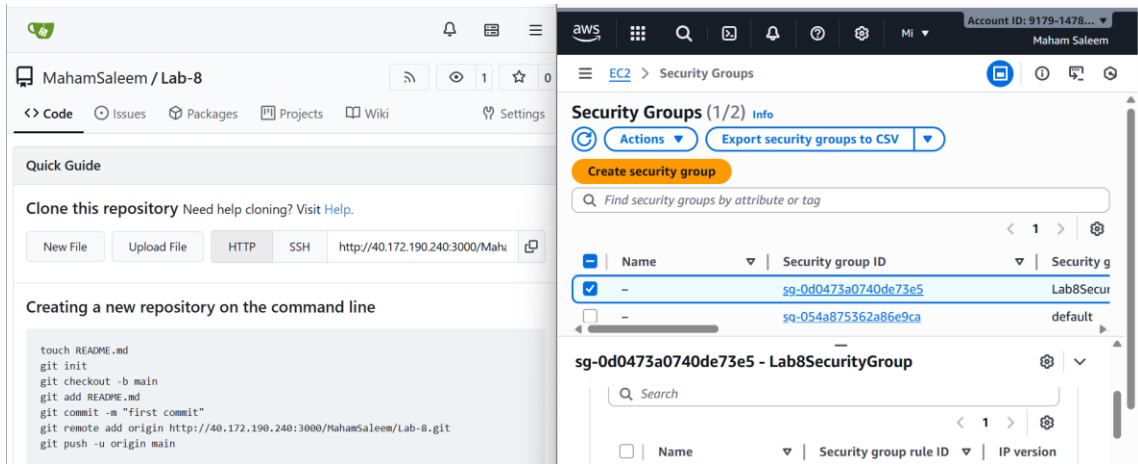 MahamSaleem / Lab-8
1
0
Code
Issues
Packages
Projects
Wiki
Settings
Quick Guide
Clone this repository Need help cloning? Visit Help.
New File
Upload File
HTTP
SSH
http://40.172.190.240:3000/Maha
Creating a new repository on the command line
touch README.md
git init
git checkout -b main
git add README.md
git commit -m "first commit"
git remote add origin http://40.172.190.240:3000/MahamSaleem/Lab-8.git
git push -u origin main
aws
Mi
Account ID: 9179-1478...
Maham Saleem
EC2 > Security Groups
Security Groups (1/2) Info
Actions
Export security groups to CSV
Create security group
Find security groups by attribute or tag
1
Name
Security group ID
Security g
–
sg-0d0473a0740de73e5
Lab8Secur
–
sg-054a875362a86e9ca
default
sg-0d0473a0740de73e5 - Lab8SecurityGroup
Search
1
Name
Security group rule ID
IP version